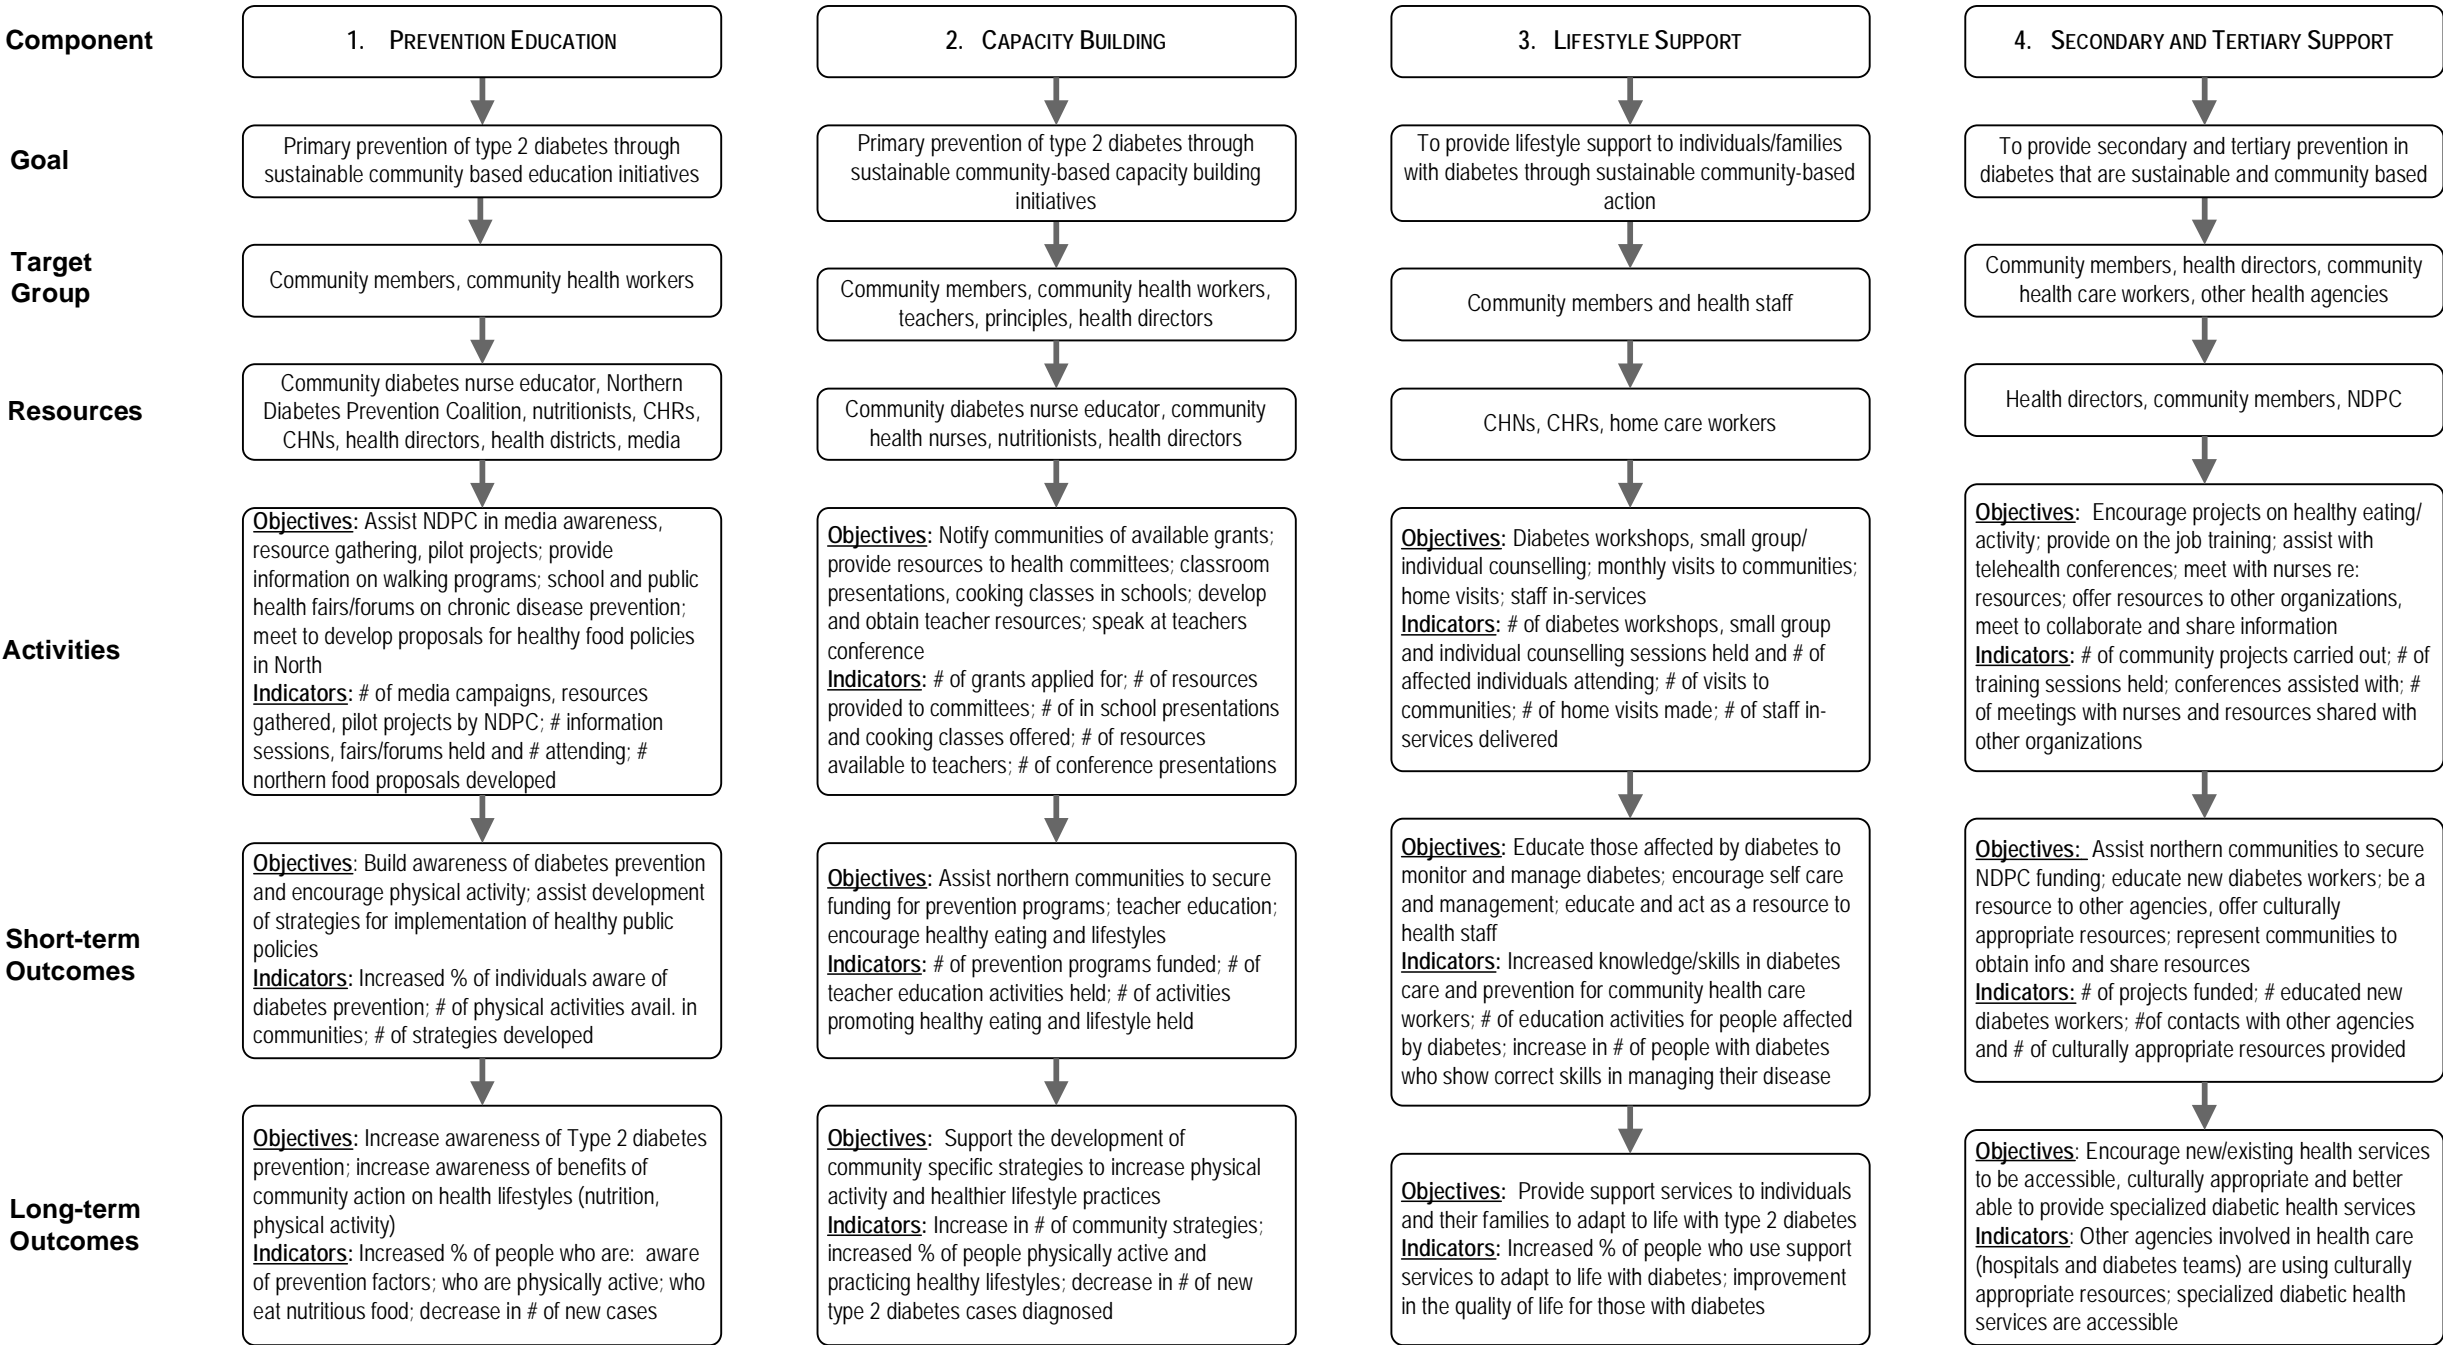 Component
1. PREVENTION EDUCATION
2. CAPACITY BUILDING
3. LIFESTYLE SUPPORT
4. SECONDARY AND TERTIARY SUPPORT
Goal
Primary prevention of type 2 diabetes through
sustainable community based education initiatives
Primary prevention of type 2 diabetes through
sustainable community-based capacity building
initiatives
To provide lifestyle support to individuals/families
with diabetes through sustainable community-based
action
To provide secondary and tertiary prevention in
diabetes that are sustainable and community based
Target
Group
Community members, community health workers
Community members, community health workers,
teachers, principles, health directors
Community members and health staff
Community members, health directors, community
health care workers, other health agencies
Resources
Community diabetes nurse educator, Northern
Diabetes Prevention Coalition, nutritionists, CHRs,
CHNs, health directors, health districts, media
Community diabetes nurse educator, community
health nurses, nutritionists, health directors
CHNs, CHRs, home care workers
Health directors, community members, NDPC
Activities
Objectives: Assist NDPC in media awareness,
resource gathering, pilot projects; provide
information on walking programs; school and public
health fairs/forums on chronic disease prevention;
meet to develop proposals for healthy food policies
in North
Indicators: # of media campaigns, resources
gathered, pilot projects by NDPC; # information
sessions, fairs/forums held and # attending; #
northern food proposals developed
Objectives: Notify communities of available grants;
provide resources to health committees; classroom
presentations, cooking classes in schools; develop
and obtain teacher resources; speak at teachers
conference
Indicators: # of grants applied for; # of resources
provided to committees; # of in school presentations
and cooking classes offered; # of resources
available to teachers; # of conference presentations
Objectives: Diabetes workshops, small group/
individual counselling; monthly visits to communities;
home visits; staff in-services
Indicators: # of diabetes workshops, small group
and individual counselling sessions held and # of
affected individuals attending; # of visits to
communities; # of home visits made; # of staff in-
services delivered
Objectives: Encourage projects on healthy eating/
activity; provide on the job training; assist with
telehealth conferences; meet with nurses re:
resources; offer resources to other organizations,
meet to collaborate and share information
Indicators: # of community projects carried out; # of
training sessions held; conferences assisted with; #
of meetings with nurses and resources shared with
other organizations
Short-term
Outcomes
Objectives: Build awareness of diabetes prevention
and encourage physical activity; assist development
of strategies for implementation of healthy public
policies
Indicators: Increased % of individuals aware of
diabetes prevention; # of physical activities avail. in
communities; # of strategies developed
Objectives: Assist northern communities to secure
funding for prevention programs; teacher education;
encourage healthy eating and lifestyles
Indicators: # of prevention programs funded; # of
teacher education activities held; # of activities
promoting healthy eating and lifestyle held
Objectives: Educate those affected by diabetes to
monitor and manage diabetes; encourage self care
and management; educate and act as a resource to
health staff
Indicators: Increased knowledge/skills in diabetes
care and prevention for community health care
workers; # of education activities for people affected
by diabetes; increase in # of people with diabetes
who show correct skills in managing their disease
Objectives: Assist northern communities to secure
NDPC funding; educate new diabetes workers; be a
resource to other agencies, offer culturally
appropriate resources; represent communities to
obtain info and share resources
Indicators: # of projects funded; # educated new
diabetes workers; #of contacts with other agencies
and # of culturally appropriate resources provided
Long-term
Outcomes
Objectives: Increase awareness of Type 2 diabetes
prevention; increase awareness of benefits of
community action on health lifestyles (nutrition,
physical activity)
Indicators: Increased % of people who are: aware
of prevention factors; who are physically active; who
eat nutritious food; decrease in # of new cases
Objectives: Support the development of
community specific strategies to increase physical
activity and healthier lifestyle practices
Indicators: Increase in # of community strategies;
increased % of people physically active and
practicing healthy lifestyles; decrease in # of new
type 2 diabetes cases diagnosed
Objectives: Provide support services to individuals
and their families to adapt to life with type 2 diabetes
Indicators: Increased % of people who use support
services to adapt to life with diabetes; improvement
in the quality of life for those with diabetes
Objectives: Encourage new/existing health services
to be accessible, culturally appropriate and better
able to provide specialized diabetic health services
Indicators: Other agencies involved in health care
(hospitals and diabetes teams) are using culturally
appropriate resources; specialized diabetic health
services are accessible